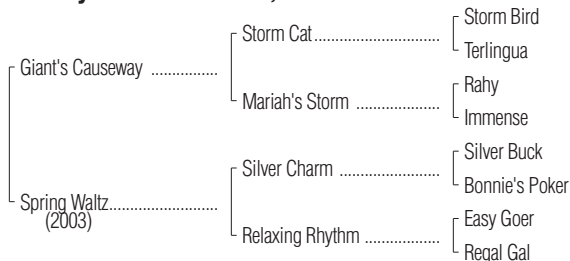 Storm Bird
Storm Cat....................
Terlingua
Giant's Causeway ................
Rahy
Mariah's Storm ....................
Immense
Silver Buck
Silver Charm ....................
Bonnie's Poker
Spring Waltz..........................
(2003)
Easy Goer
Relaxing Rhythm ..................
Regal Gal